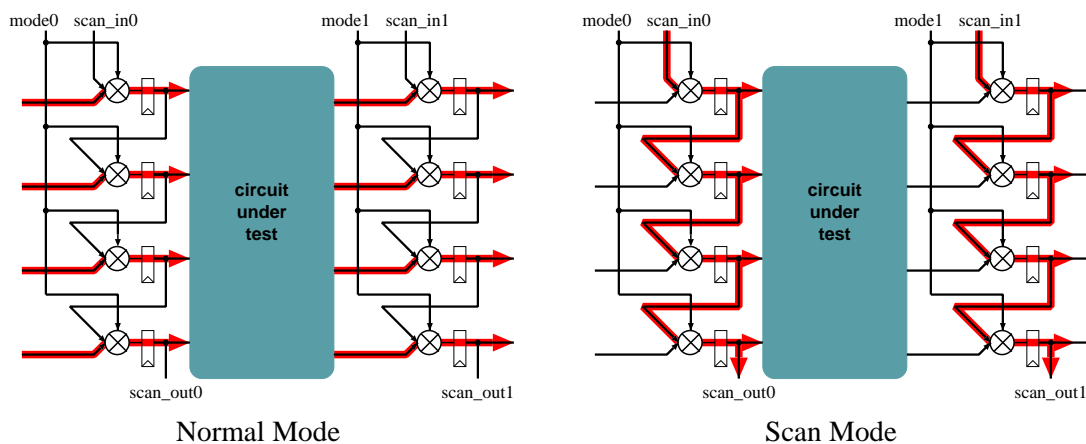 mode0 scan_in0 mode1 scan_in1
circuit
under
test
scan_out0 scan_out1
Normal Mode
mode0 scan_in0 mode1 scan_in1
circuit
under
test
scan_out0 scan_out1
Scan Mode